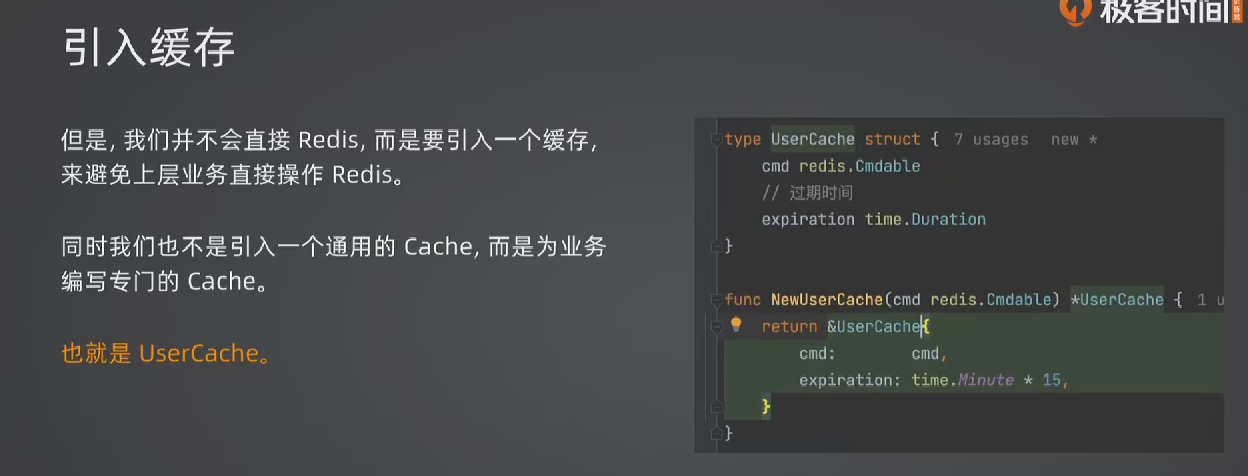 极客时间
引入缓存
但是, 我们并不会直接 Redis, 而是要引入一个缓存,
来避免上层业务直接操作 Redis。
同时我们也不是引入一个通用的 Cache, 而是为业务
编写专门的 Cache。
也就是 UserCache。
type UserCache struct { 7 usages new *
cmd redis.Cmdable
// 过期时间
expiration time.Duration
}
func NewUserCache(cmd redis.Cmdable) *UserCache { 1 u
return &UserCache{
cmd: cmd,
expiration: time.Minute * 15,
}
}